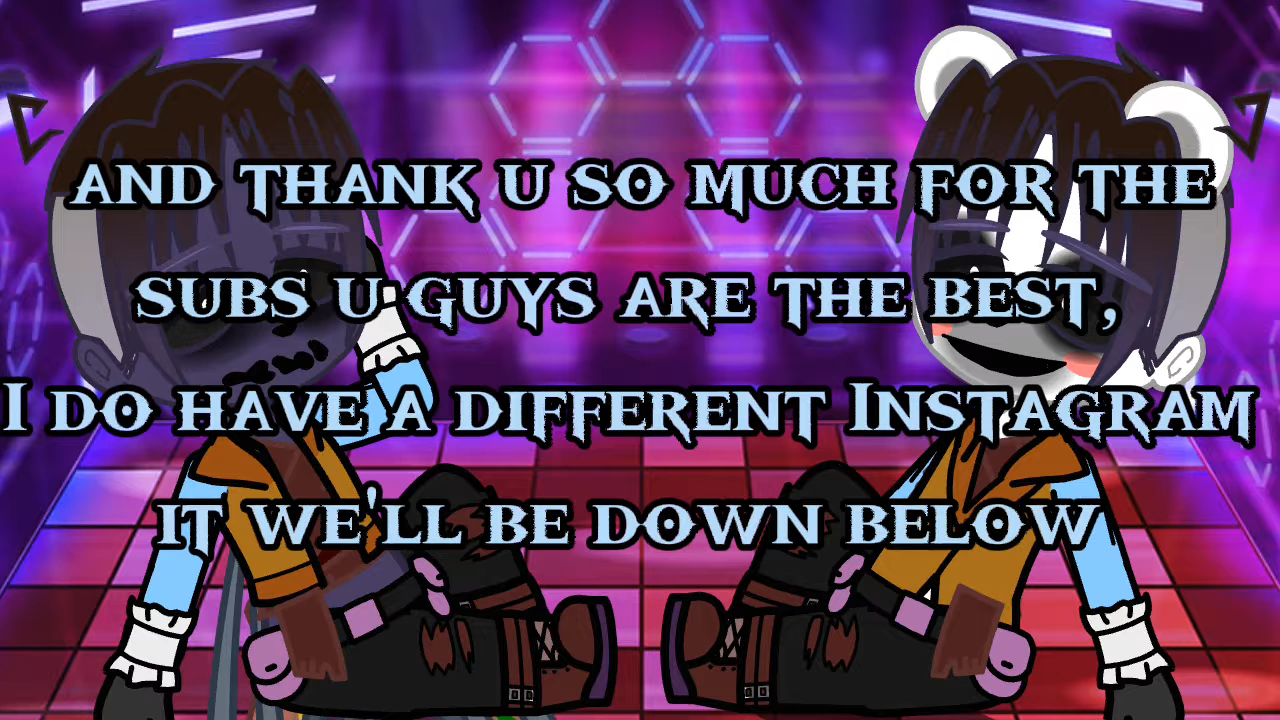 AND THANK U SO MUCH FOR THE
SUBS U GUYS ARE THE BEST,
I DO HAVE A DIFFERENT INSTAGRAM
IT WE'LL BE DOWN BELOW